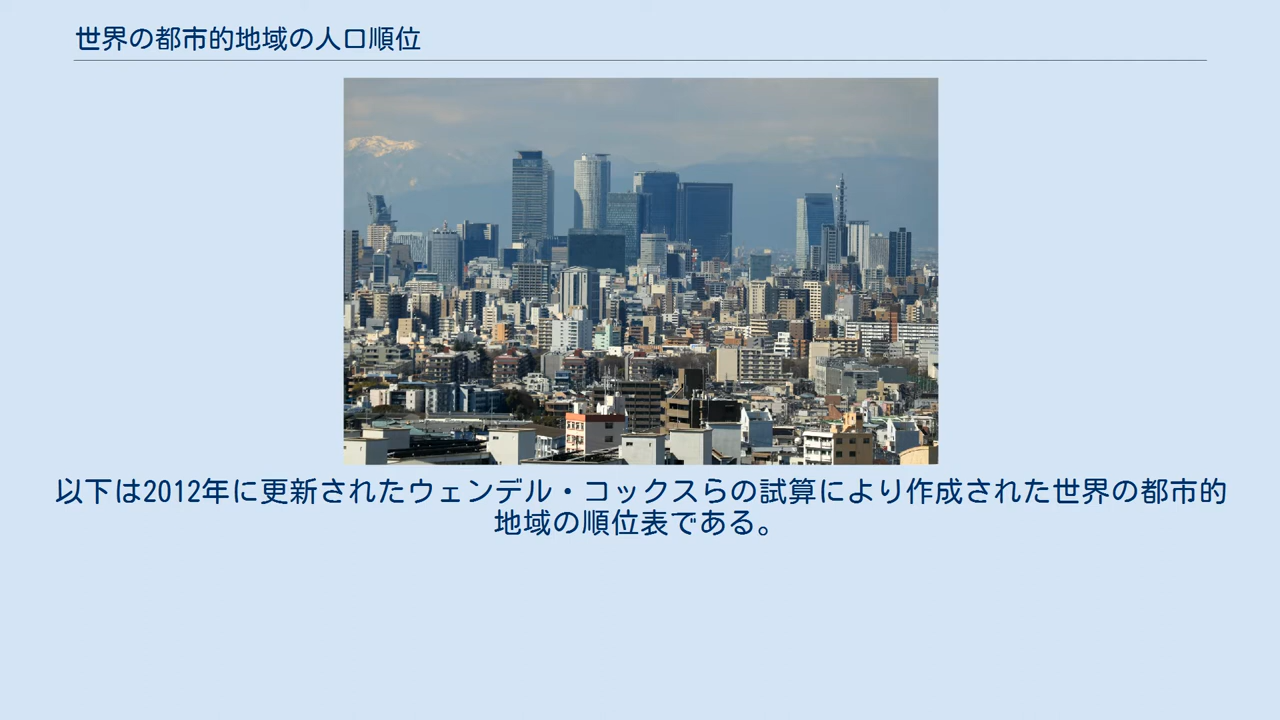 世界の都市的地域の人口順位
以下は2012年に更新されたウェンデル・コックスらの試算により作成された世界の都市的
地域の順位表である。